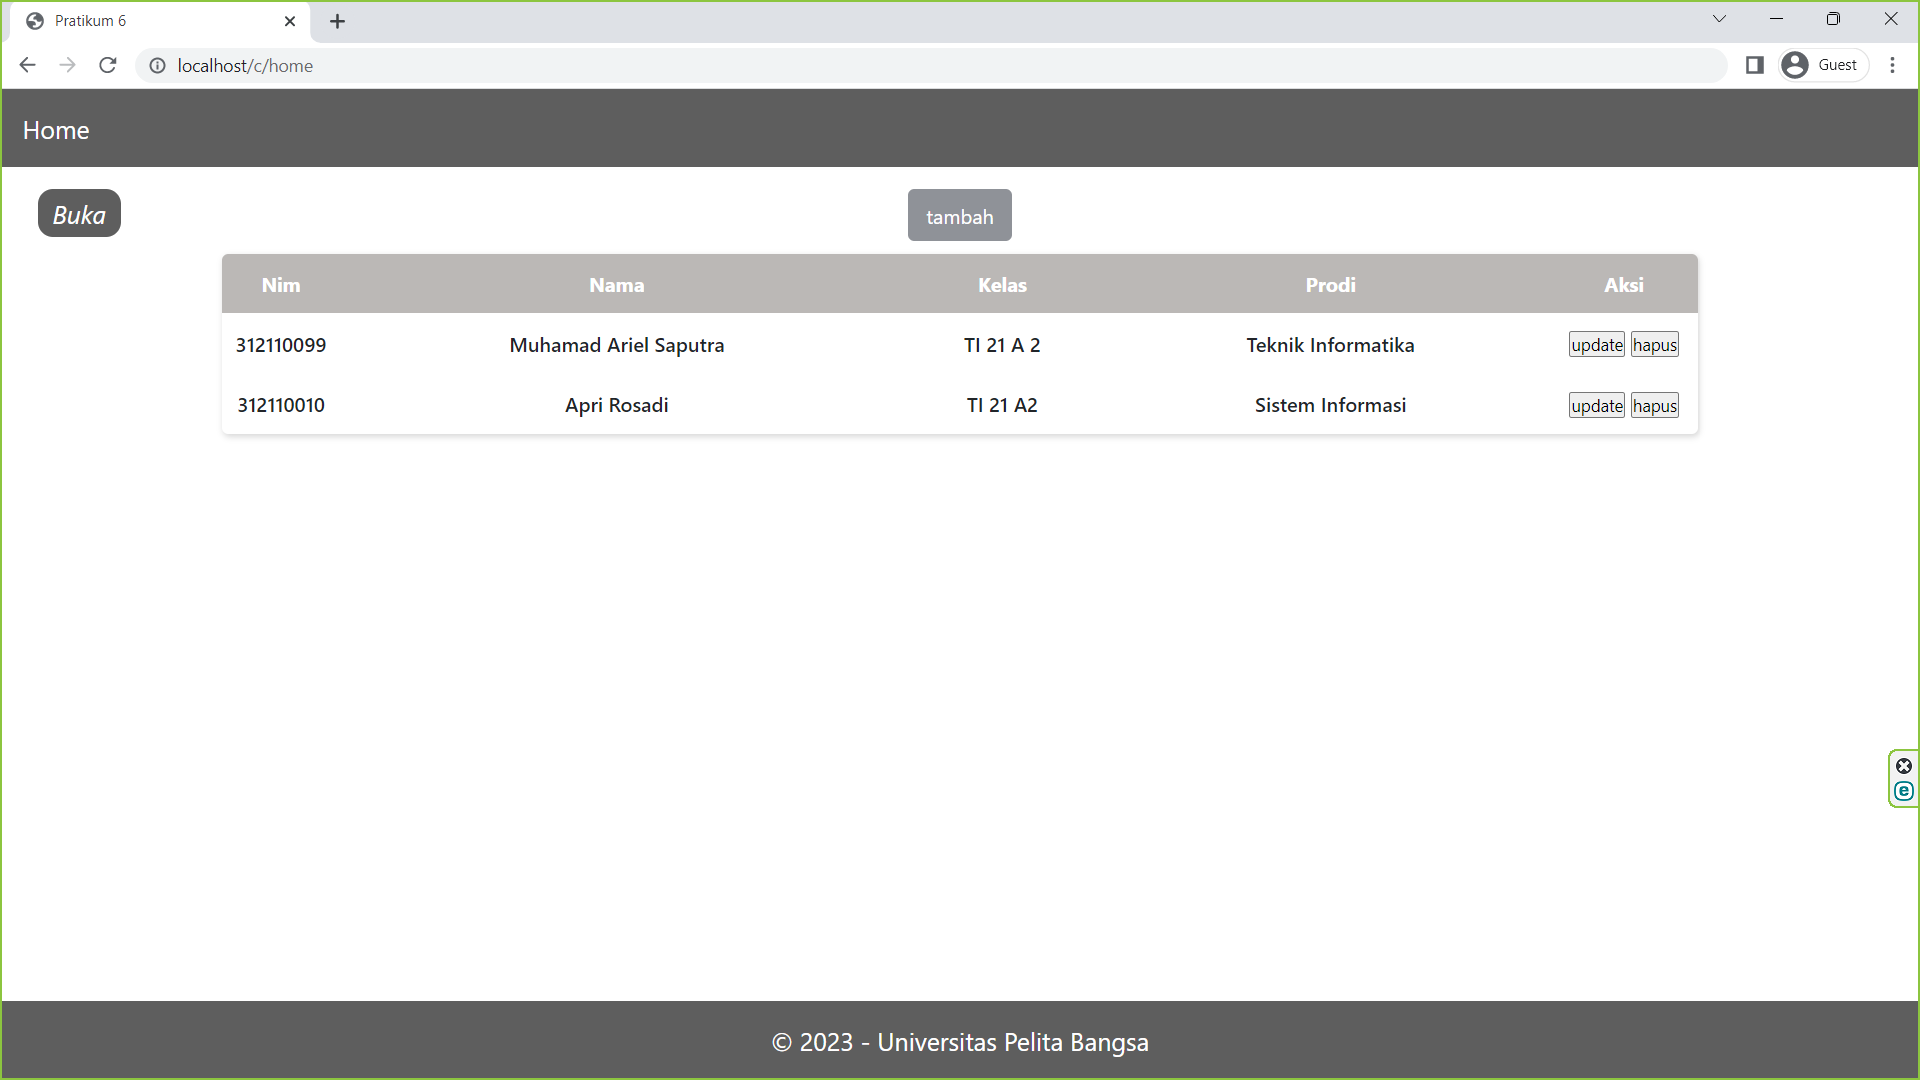 Pratikum 6
localhost/c/home
Guest
Home
Buka
tambah
Nim Nama Kelas Prodi Aksi
312110099 Muhamad Ariel Saputra TI 21 A 2 Teknik Informatika update hapus
312110010 Apri Rosadi TI 21 A2 Sistem Informasi update hapus
© 2023 - Universitas Pelita Bangsa